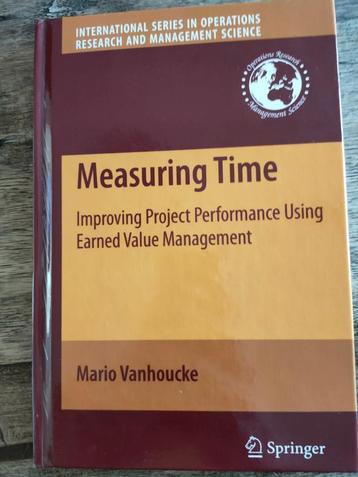 INTERNATIONAL SERIES IN OPERATIONS
RESEARCH AND MANAGEMENT SCIENCE
Operations Research
Management Science
Measuring Time
Improving Project Performance Using
Earned Value Management
Mario Vanhoucke
Springer